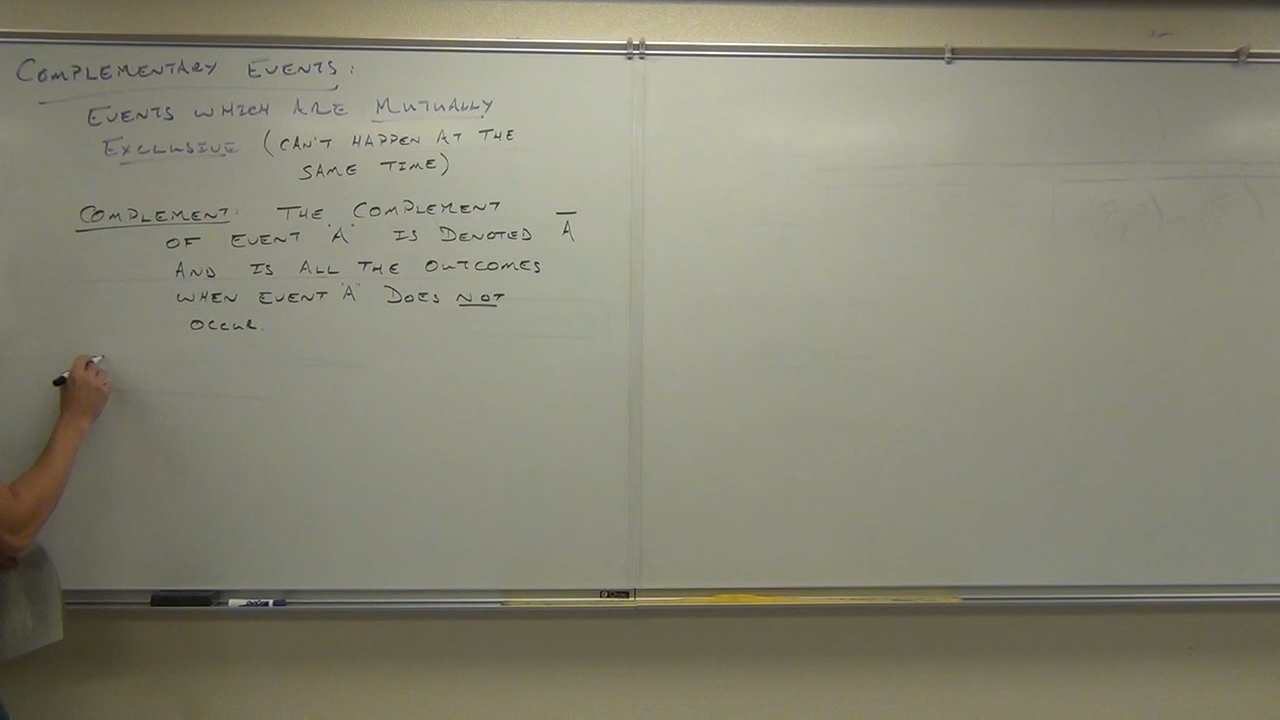 COMPLEMENTARY EVENTS:
EVENTS WHICH ARE MUTUALLY
EXCLUSIVE (CAN'T HAPPEN AT THE
SAME TIME)
COMPLEMENT: THE COMPLEMENT
OF EVENT "A" IS DENOTED A̅
AND IS ALL THE OUTCOMES
WHEN EVENT "A" DOES NOT
OCCUR.